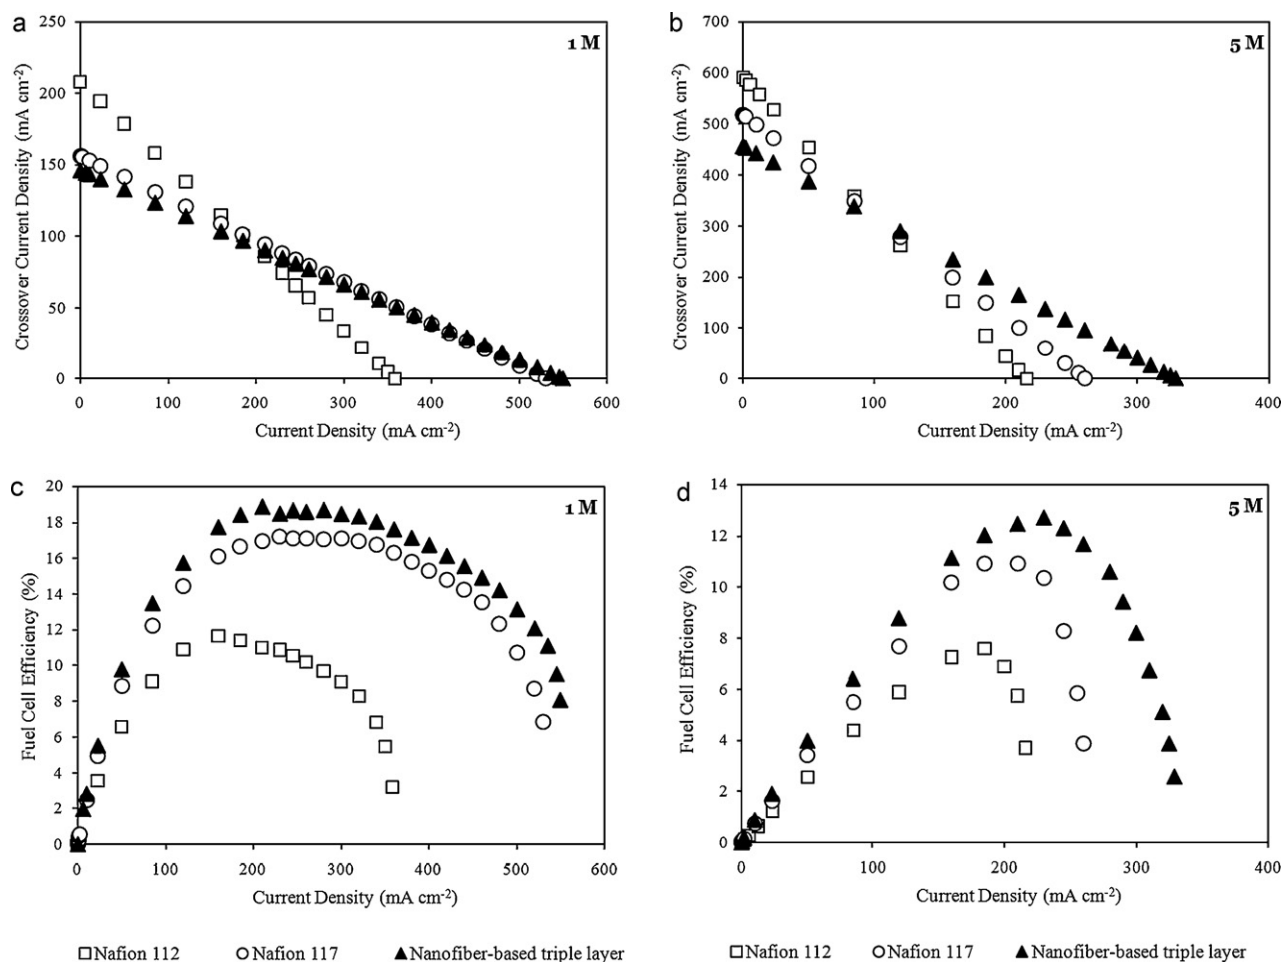 a
1 M
250
200
150
100
50
0
0 100 200 300 400 500 600
Crossover Current Density (mA cm-2)
Current Density (mA cm-2)
b
5 M
700
600
500
400
300
200
100
0
0 100 200 300 400
Crossover Current Density (mA cm-2)
Current Density (mA cm-2)
c
1 M
20
18
16
14
12
10
8
6
4
2
0
0 100 200 300 400 500 600
Fuel Cell Efficiency (%)
Current Density (mA cm-2)
d
5 M
14
12
10
8
6
4
2
0
0 100 200 300 400
Fuel Cell Efficiency (%)
Current Density (mA cm-2)
Nafion 112 Nafion 117 Nanofiber-based triple layer
Nafion 112 Nafion 117 Nanofiber-based triple layer